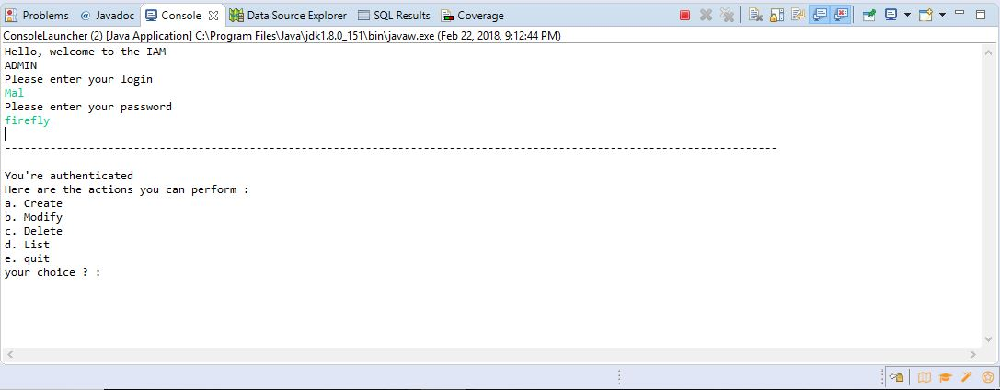 Problems @ Javadoc Console Data Source Explorer SQL Results Coverage
ConsoleLauncher (2) [Java Application] C:\Program Files\Java\jdk1.8.0_151\bin\javaw.exe (Feb 22, 2018, 9:12:44 PM)
Hello, welcome to the IAM
ADMIN
Please enter your login
Mal
Please enter your password
firefly
------------------------------------------------------------------------------------------------------------------------
You're authenticated
Here are the actions you can perform :
a. Create
b. Modify
c. Delete
d. List
e. quit
your choice ? :